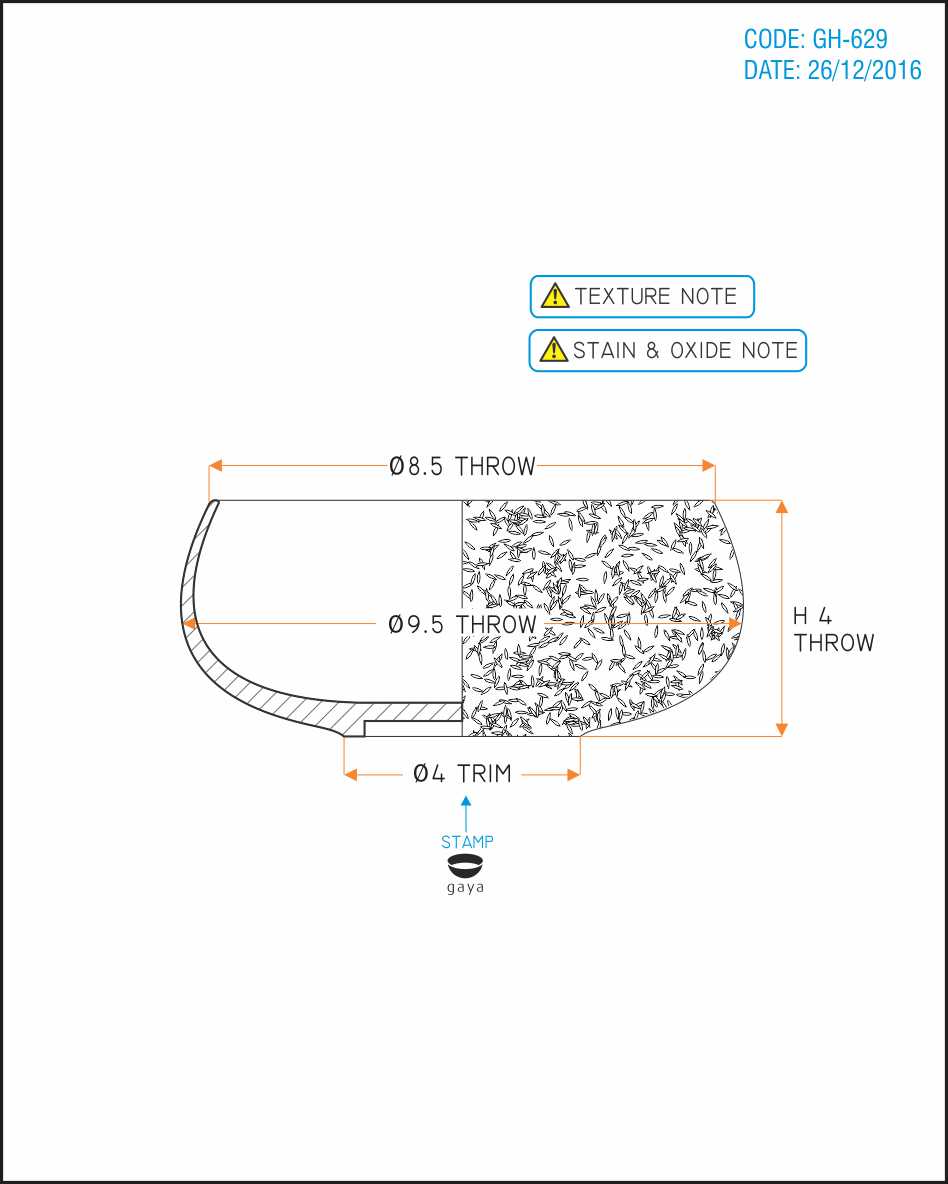 CODE: GH-629
DATE: 26/12/2016
TEXTURE NOTE
STAIN & OXIDE NOTE
Ø8.5 THROW
Ø9.5 THROW
H 4
THROW
Ø4 TRIM
STAMP
gaya